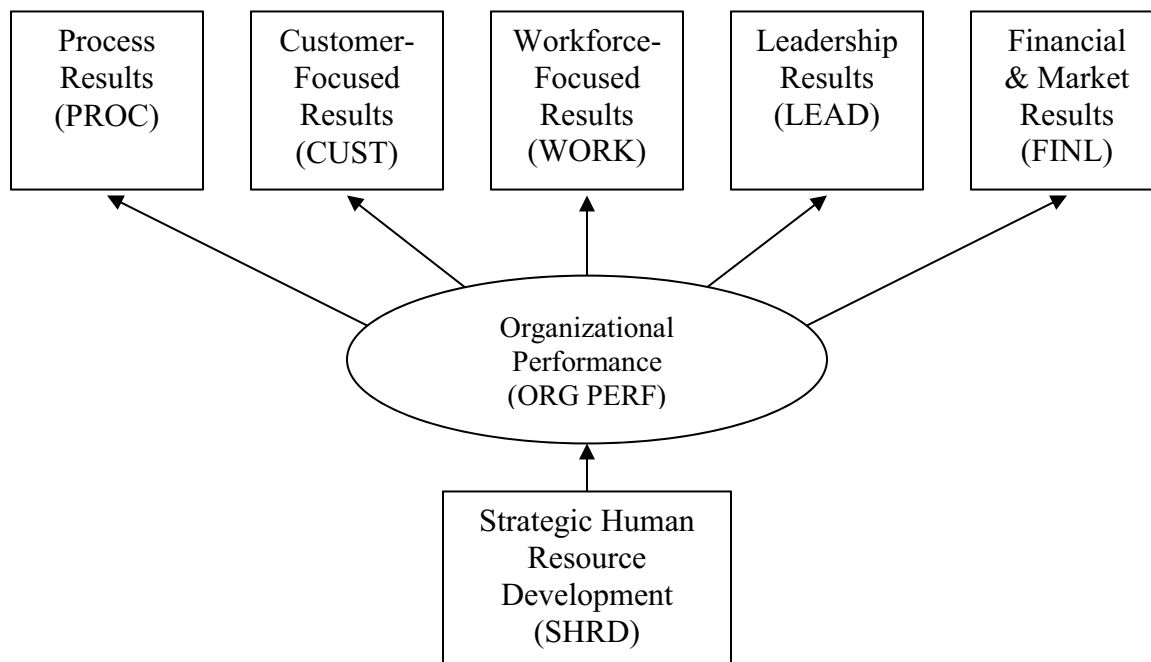 Process
Results
(PROC)
Customer-
Focused
Results
(CUST)
Workforce-
Focused
Results
(WORK)
Leadership
Results
(LEAD)
Financial
& Market
Results
(FINL)
Organizational
Performance
(ORG PERF)
Strategic Human
Resource
Development
(SHRD)